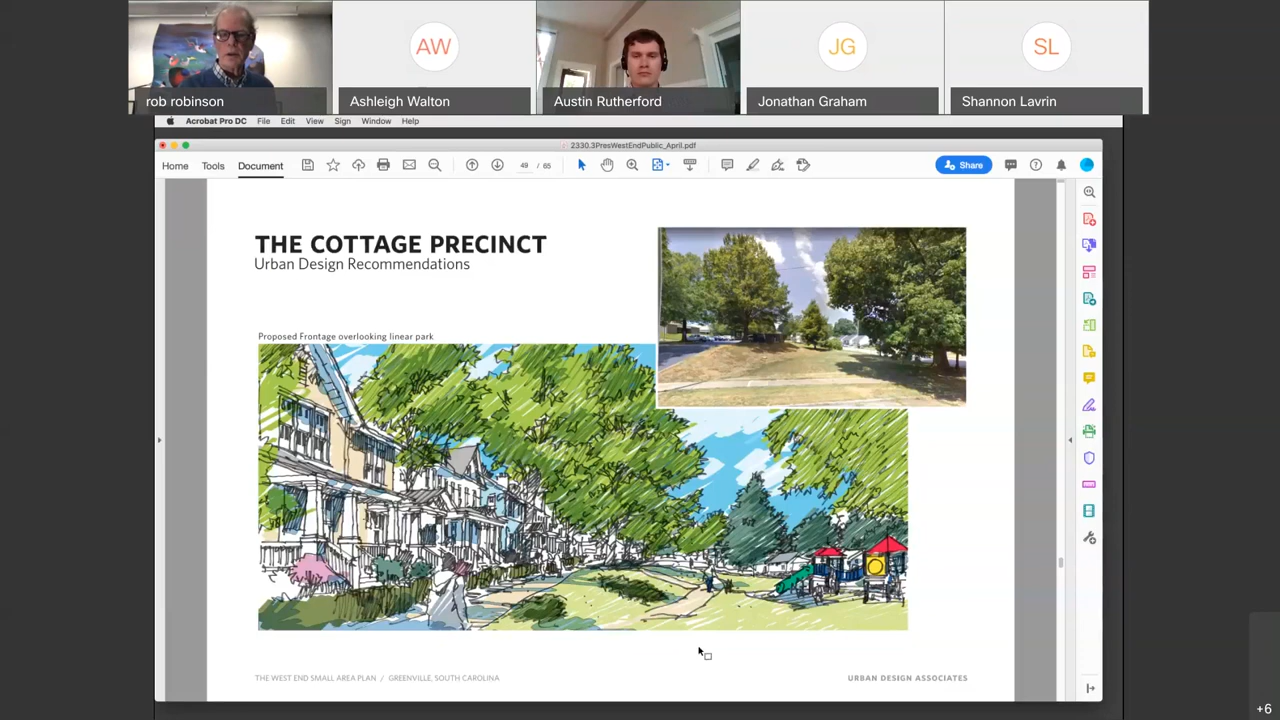 AW
JG
SL
rob robinson
Ashleigh Walton
Austin Rutherford
Jonathan Graham
Shannon Lavrin
Acrobat Pro DC File Edit View Sign Window Help
2330.3PresWestEndPublic_April.pdf
Home Tools Document 49 / 65 Share
THE COTTAGE PRECINCT
Urban Design Recommendations
Proposed Frontage overlooking linear park
THE WEST END SMALL AREA PLAN / GREENVILLE, SOUTH CAROLINA
URBAN DESIGN ASSOCIATES
+6